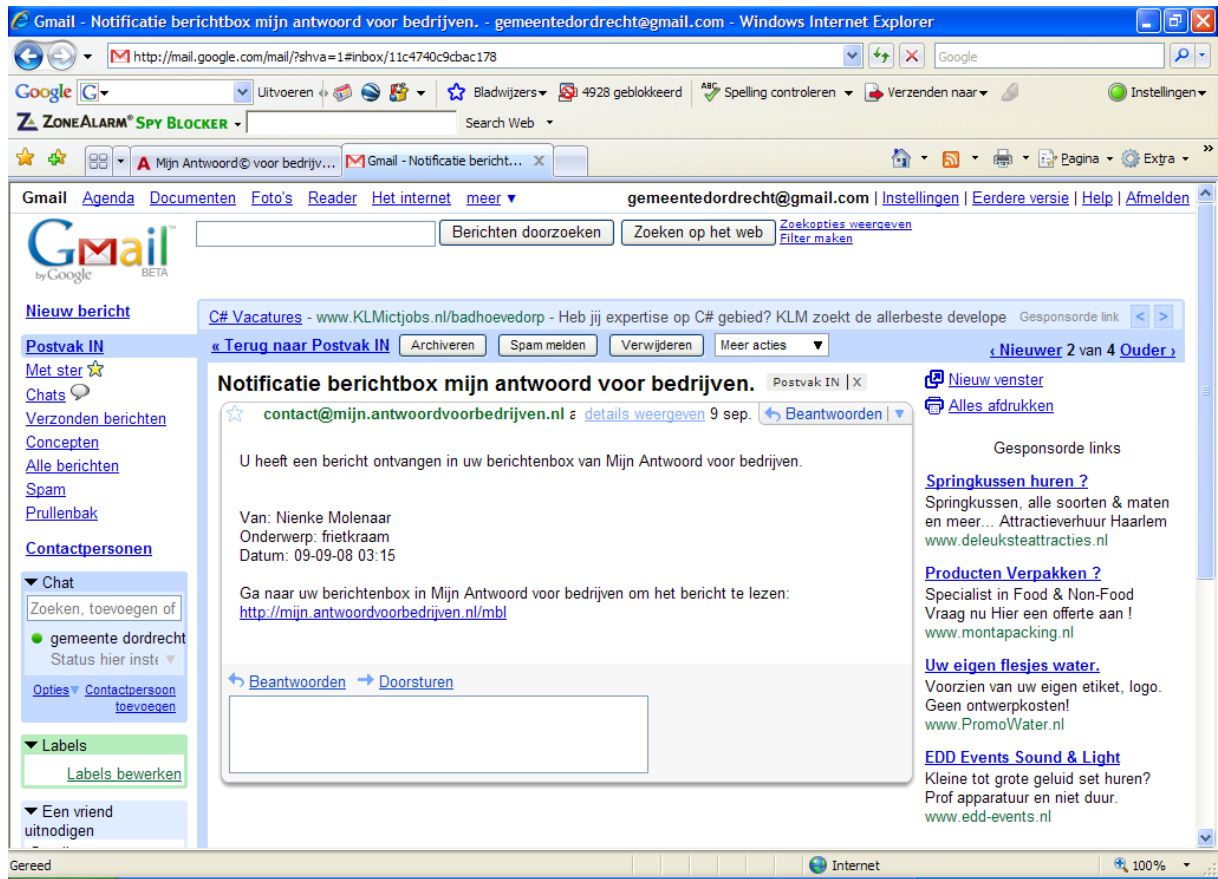 Gmail - Notificatie berichtbox mijn antwoord voor bedrijven. - gemeentedordrecht@gmail.com - Windows Internet Explorer
http://mail.google.com/mail/?shva=1#inbox/11c4740c9cbac178
Google
Google G Uitvoeren Bladwijzers 4928 geblokkeerd ABC Spelling controleren Verzenden naar Instellingen
ZONEALARM® SPY BLOCKER Search Web
Mijn Antwoord© voor bedrijv... Gmail - Notificatie bericht... X Pagina Extra »
Gmail Agenda Documenten Foto's Reader Het internet meer ▼ gemeentedordrecht@gmail.com | Instellingen | Eerdere versie | Help | Afmelden
Gmail™ by Google BETA
Berichten doorzoeken Zoeken op het web Zoekopties weergeven
Filter maken
Nieuw bericht
Postvak IN
Met ster
Chats
Verzonden berichten
Concepten
Alle berichten
Spam
Prullenbak
Contactpersonen
▼ Chat
Zoeken, toevoegen of
gemeente dordrecht
Status hier inste ▼
Opties▼ Contactpersoon
toevoegen
▼ Labels
Labels bewerken
▼ Een vriend
uitnodigen
C# Vacatures - www.KLMictjobs.nl/badhoevedorp - Heb jij expertise op C# gebied? KLM zoekt de allerbeste develope Gesponsorde link < >
« Terug naar Postvak IN Archiveren Spam melden Verwijderen Meer acties ▼ ‹ Nieuwer 2 van 4 Ouder ›
Notificatie berichtbox mijn antwoord voor bedrijven. Postvak IN | X
contact@mijn.antwoordvoorbedrijven.nl a details weergeven 9 sep. Beantwoorden ▼
U heeft een bericht ontvangen in uw berichtenbox van Mijn Antwoord voor bedrijven.
Van: Nienke Molenaar
Onderwerp: frietkraam
Datum: 09-09-08 03:15
Ga naar uw berichtenbox in Mijn Antwoord voor bedrijven om het bericht te lezen:
http://mijn.antwoordvoorbedrijven.nl/mbl
Beantwoorden Doorsturen
Nieuw venster
Alles afdrukken
Gesponsorde links
Springkussen huren ?
Springkussen, alle soorten & maten
en meer... Attractieverhuur Haarlem
www.deleuksteattracties.nl
Producten Verpakken ?
Specialist in Food & Non-Food
Vraag nu Hier een offerte aan !
www.montapacking.nl
Uw eigen flesjes water.
Voorzien van uw eigen etiket, logo.
Geen ontwerpkosten!
www.PromoWater.nl
EDD Events Sound & Light
Kleine tot grote geluid set huren?
Prof apparatuur en niet duur.
www.edd-events.nl
Gereed Internet 100%